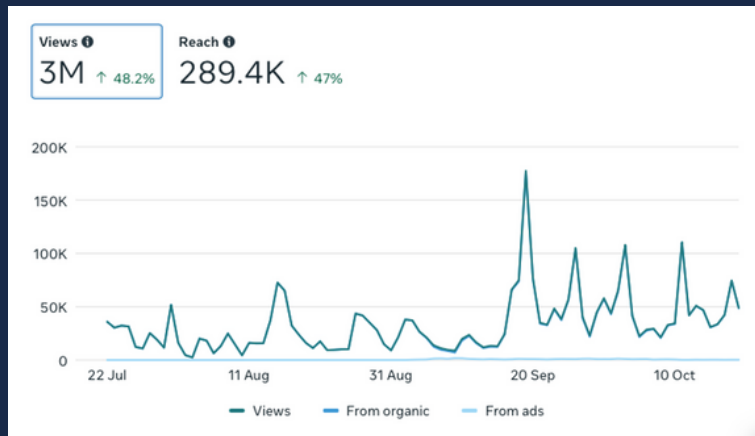 Views Reach
3M ↑ 48.2% 289.4K ↑ 47%
200K
150K
100K
50K
0
22 Jul 11 Aug 31 Aug 20 Sep 10 Oct
Views From organic From ads